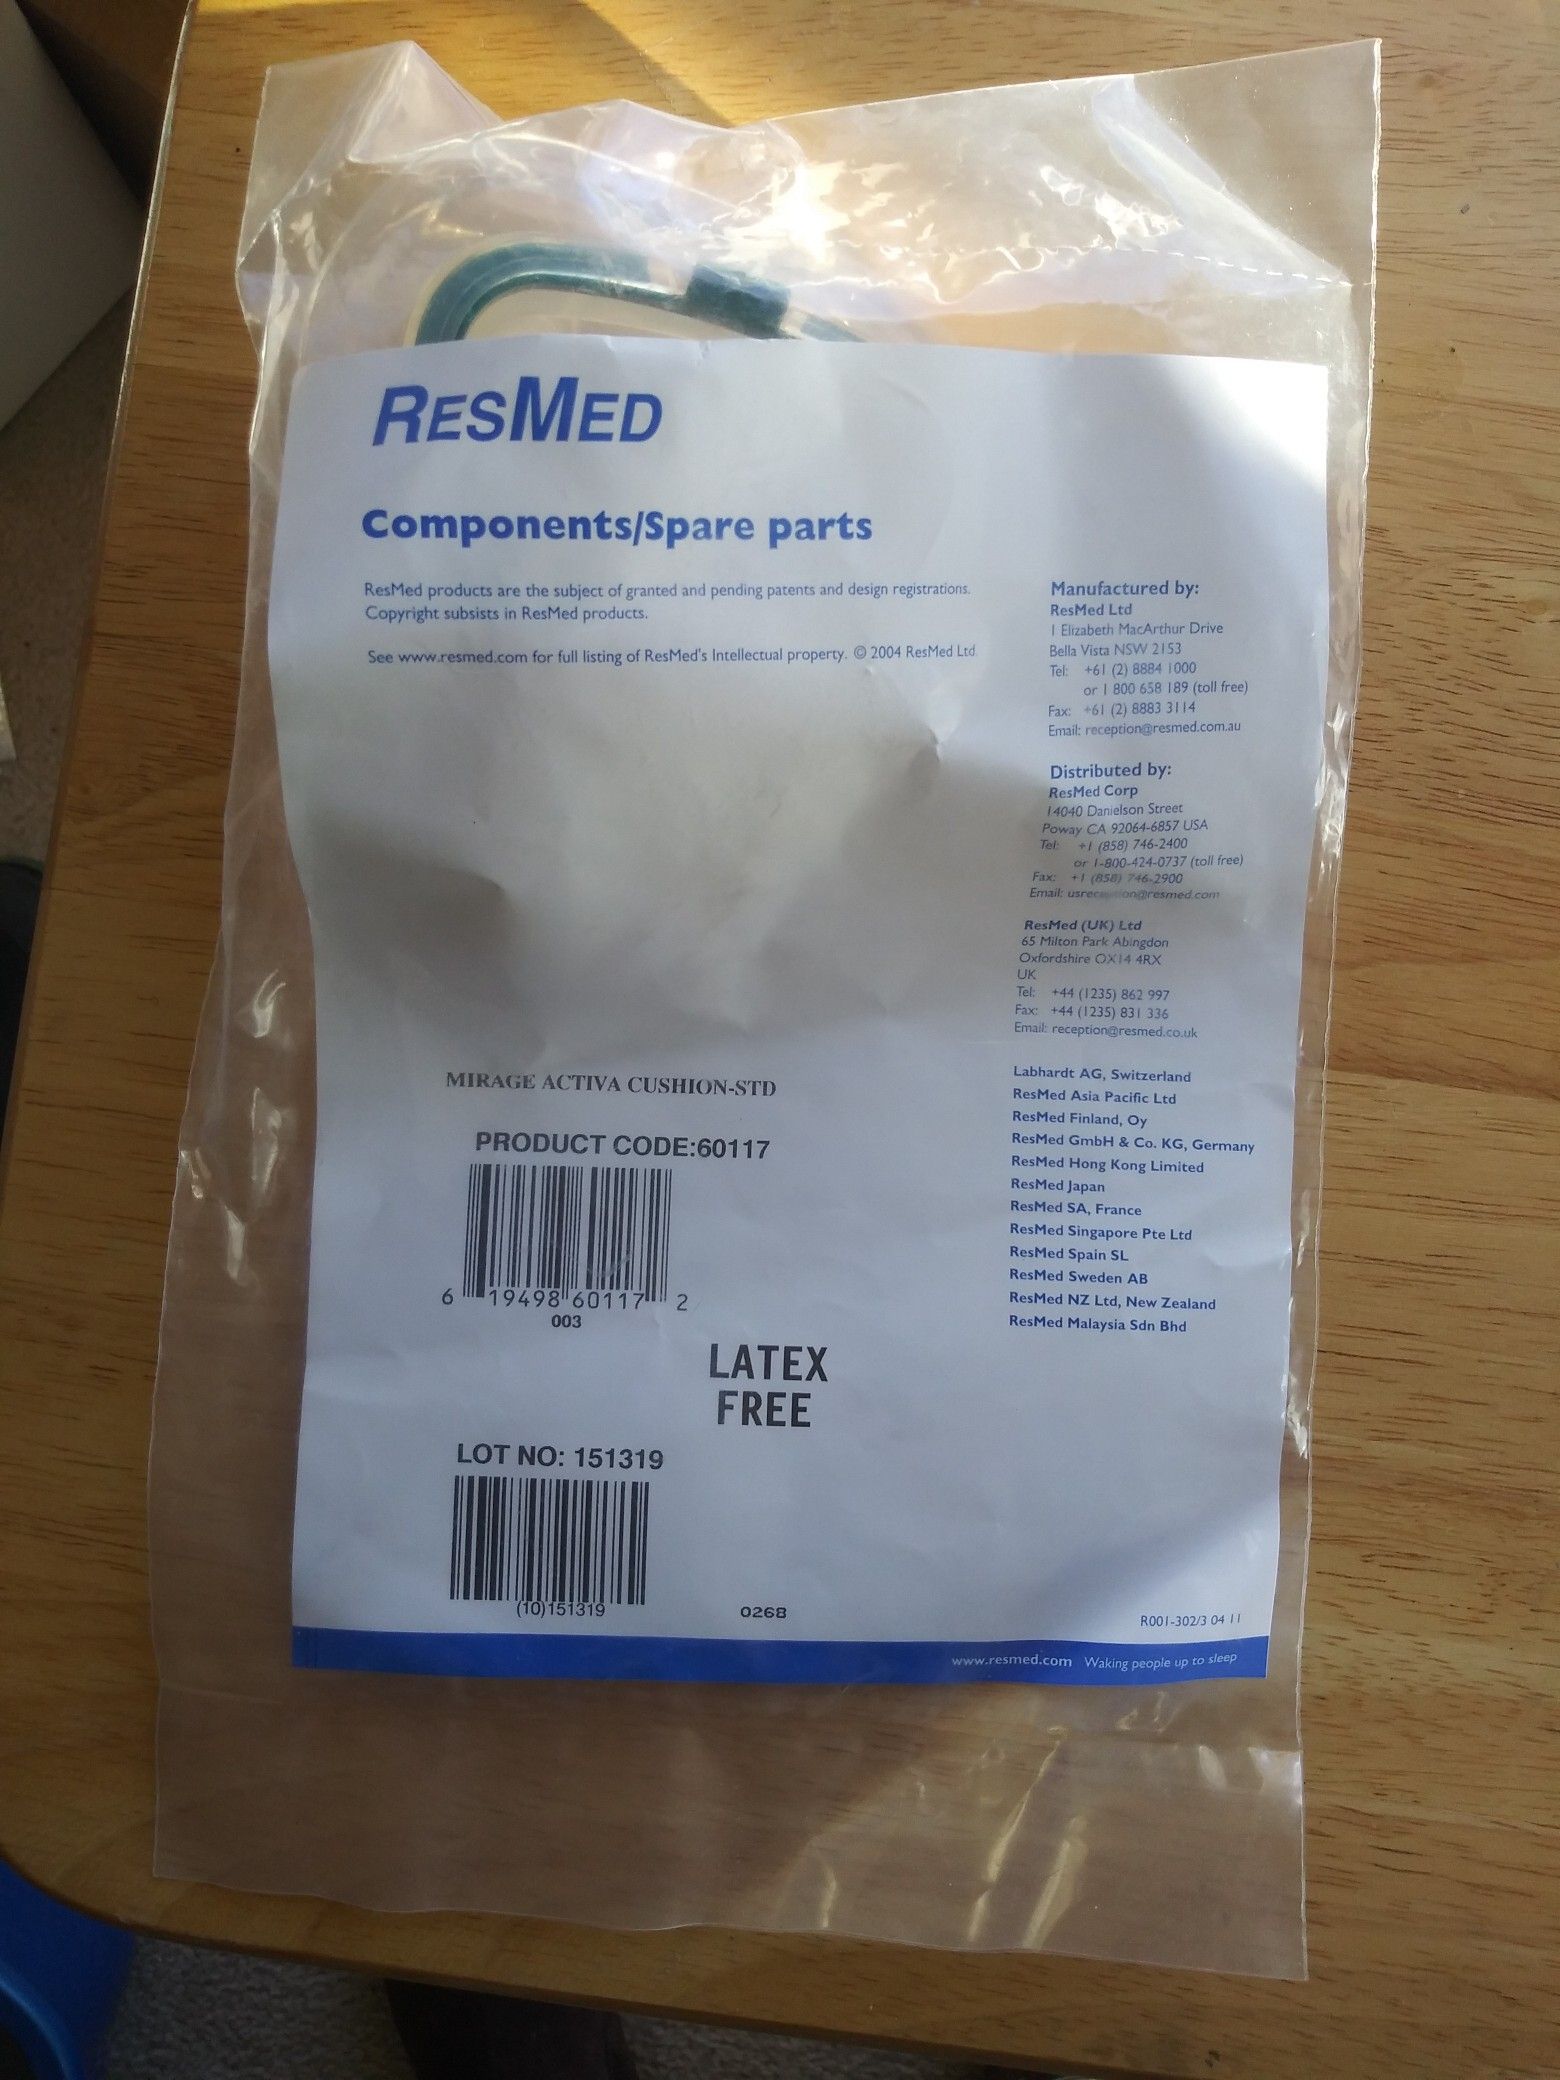 RESMED
Components/Spare parts
ResMed products are the subject of granted and pending patents and design registrations.
Copyright subsists in ResMed products.
See www.resmed.com for full listing of ResMed's Intellectual property. © 2004 ResMed Ltd.
Manufactured by:
ResMed Ltd
1 Elizabeth MacArthur Drive
Bella Vista NSW 2153
Tel: +61 (2) 8884 1000
or 1 800 658 189 (toll free)
Fax: +61 (2) 8883 3114
Email: reception@resmed.com.au
Distributed by:
ResMed Corp
14040 Danielson Street
Poway CA 92064-6857 USA
Tel: +1 (858) 746-2400
or 1-800-424-0737 (toll free)
Fax: +1 (858) 746-2900
Email: usreception@resmed.com
ResMed (UK) Ltd
65 Milton Park Abingdon
Oxfordshire OX14 4RX
UK
Tel: +44 (1235) 862 997
Fax: +44 (1235) 831 336
Email: reception@resmed.co.uk
Labhardt AG, Switzerland
ResMed Asia Pacific Ltd
ResMed Finland, Oy
ResMed GmbH & Co. KG, Germany
ResMed Hong Kong Limited
ResMed Japan
ResMed SA, France
ResMed Singapore Pte Ltd
ResMed Spain SL
ResMed Sweden AB
ResMed NZ Ltd, New Zealand
ResMed Malaysia Sdn Bhd
MIRAGE ACTIVA CUSHION-STD
PRODUCT CODE:60117
6 19498 60117 2
003
LATEX
FREE
LOT NO: 151319
(10)151319
0268
R001-302/3 04 11
www.resmed.com Waking people up to sleep